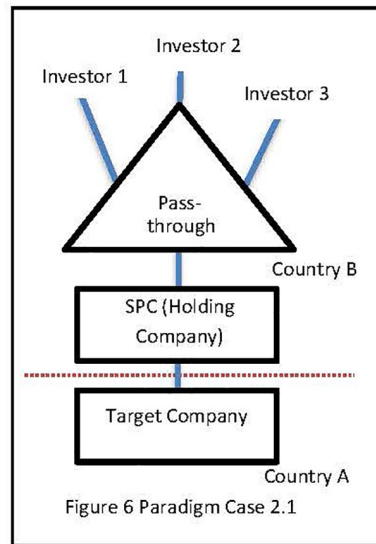 Investor 2
Investor 1
Investor 3
Pass-
through
Country B
SPC (Holding
Company)
Target Company
Country A
Figure 6 Paradigm Case 2.1